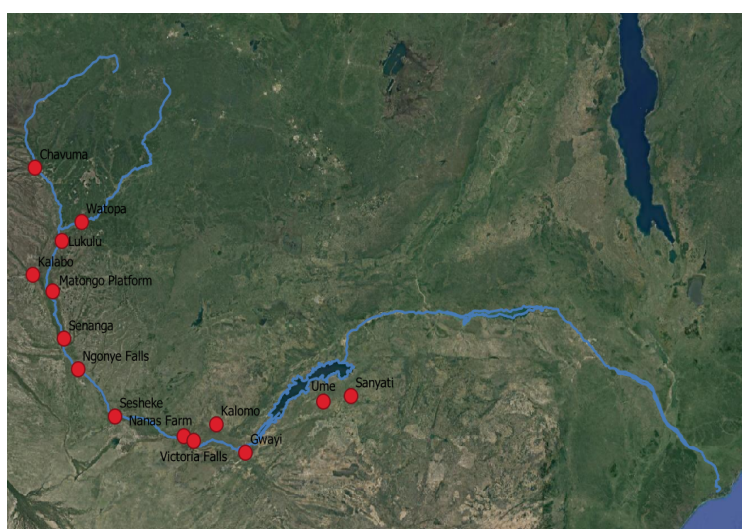 Chavuma
Watopa
Lukulu
Kalabo
Matongo Platform
Senanga
Ngonye Falls
Sesheke
Nanas Farm
Kalomo
Victoria Falls
Gwayi
Ume
Sanyati